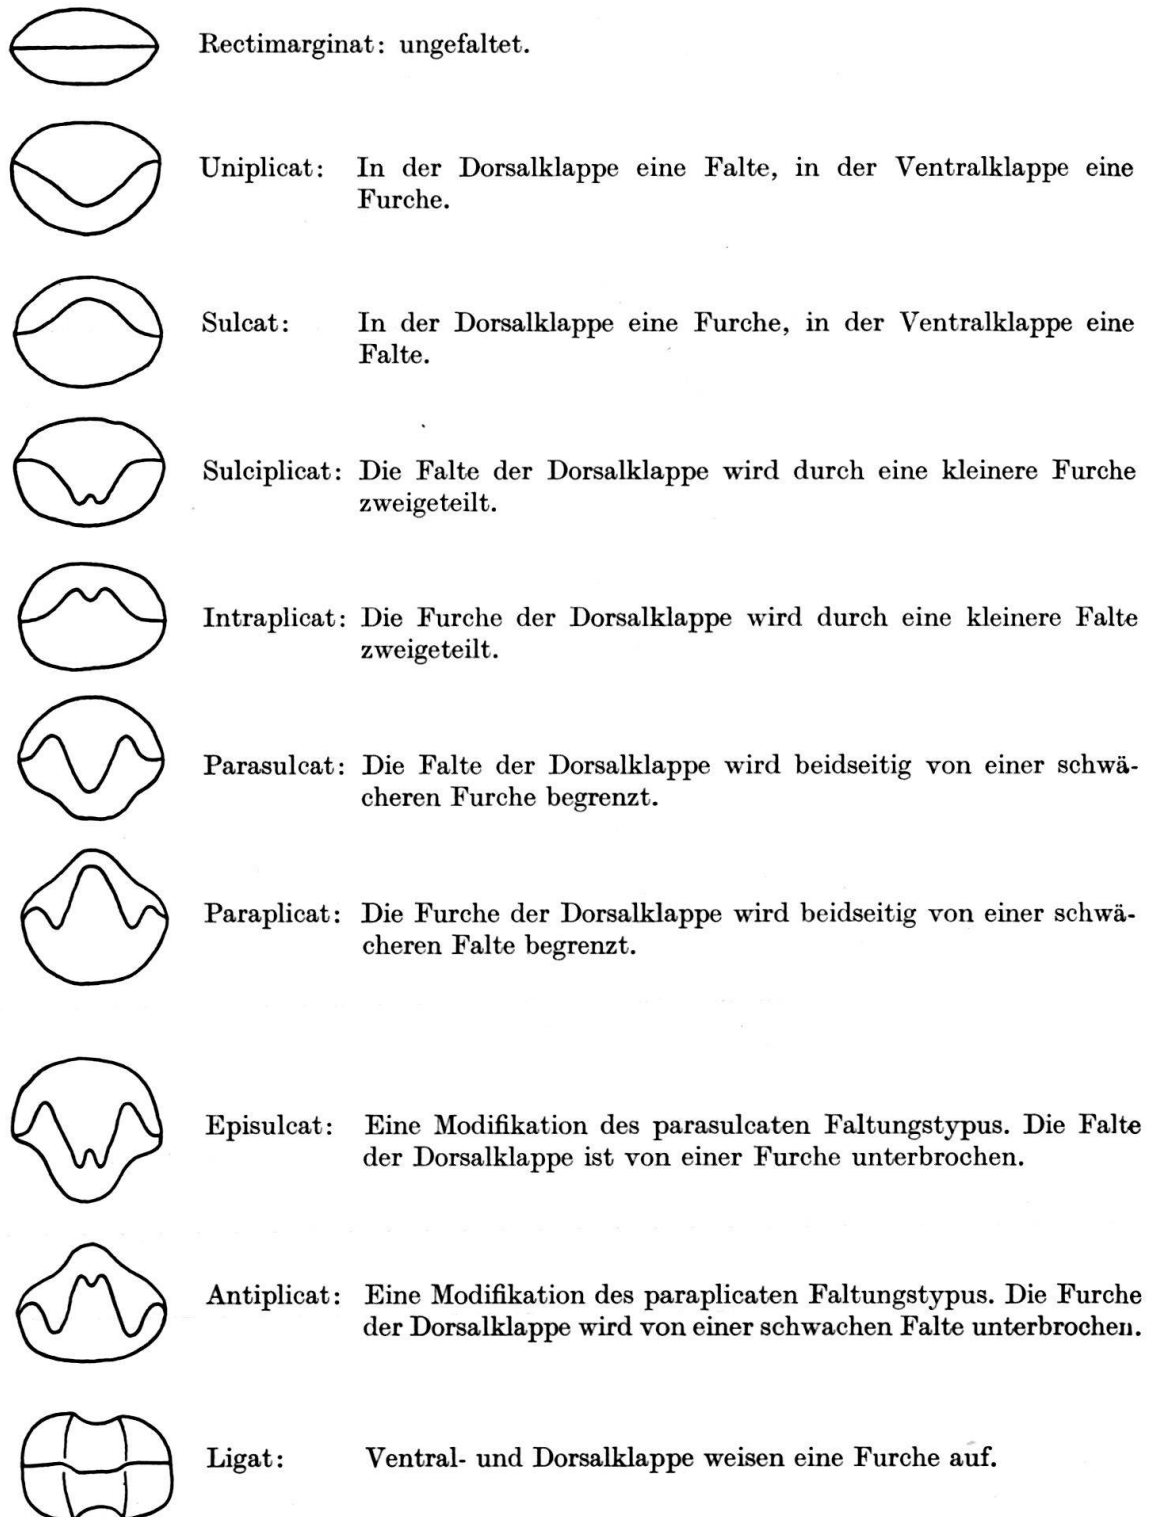 Rectimarginat: ungefaltet.
Uniplicat: In der Dorsalklappe eine Falte, in der Ventralklappe eine
Furche.
Sulcat: In der Dorsalklappe eine Furche, in der Ventralklappe eine
Falte.
Sulciplicat: Die Falte der Dorsalklappe wird durch eine kleinere Furche
zweigeteilt.
Intraplicat: Die Furche der Dorsalklappe wird durch eine kleinere Falte
zweigeteilt.
Parasulcat: Die Falte der Dorsalklappe wird beidseitig von einer schwä-
cheren Furche begrenzt.
Paraplicat: Die Furche der Dorsalklappe wird beidseitig von einer schwä-
cheren Falte begrenzt.
Episulcat: Eine Modifikation des parasulcaten Faltungstypus. Die Falte
der Dorsalklappe ist von einer Furche unterbrochen.
Antiplicat: Eine Modifikation des paraplicaten Faltungstypus. Die Furche
der Dorsalklappe wird von einer schwachen Falte unterbrochen.
Ligat: Ventral- und Dorsalklappe weisen eine Furche auf.